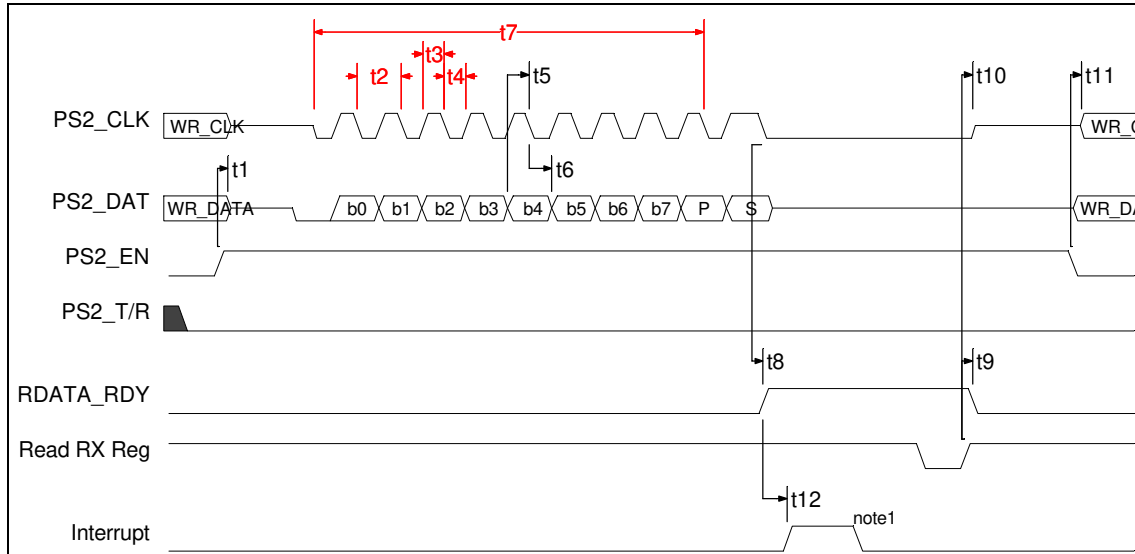 t7
t3
t2
t4
t5
t10
t11
PS2_CLK
WR_CLK
WR_C
t1
t6
PS2_DAT
WR_DATA
b0
b1
b2
b3
b4
b5
b6
b7
P
S
WR_DA
PS2_EN
PS2_T/R
t8
t9
RDATA_RDY
Read RX Reg
t12
note1
Interrupt